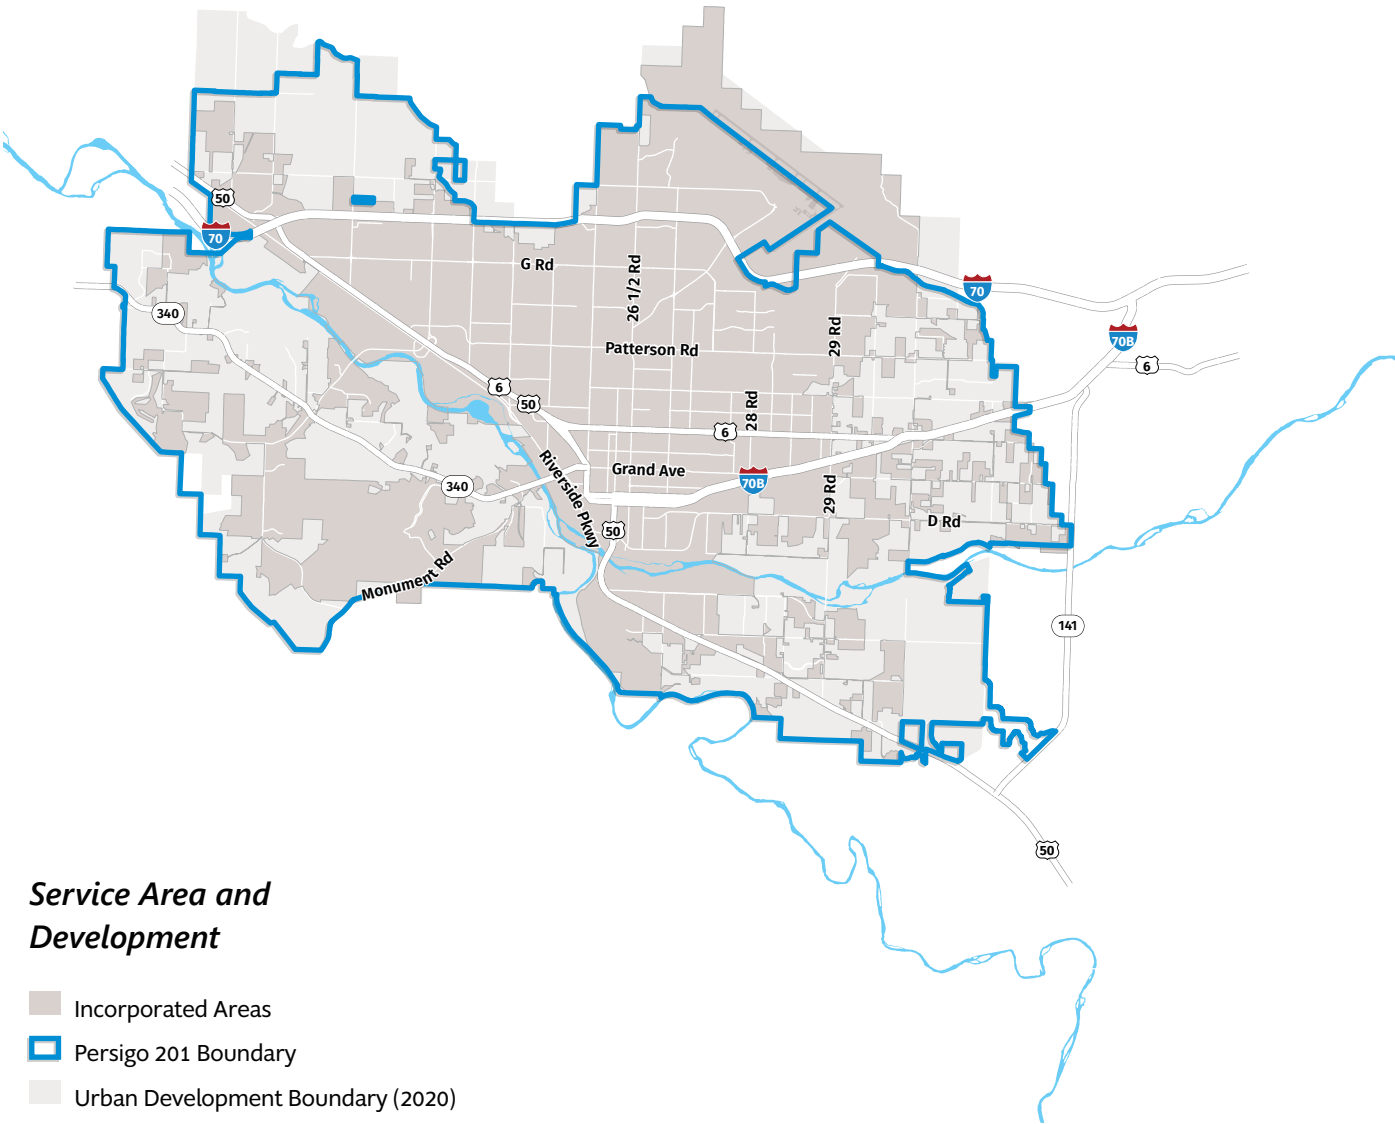 50
70
G Rd
26 1/2 Rd
70
340
29 Rd
70B
Patterson Rd
6
6
50
28 Rd
6
Grand Ave
70B
340
Riverside Pkwy
29 Rd
50
D Rd
Monument Rd
141
50
Service Area and
Development
Incorporated Areas
Persigo 201 Boundary
Urban Development Boundary (2020)